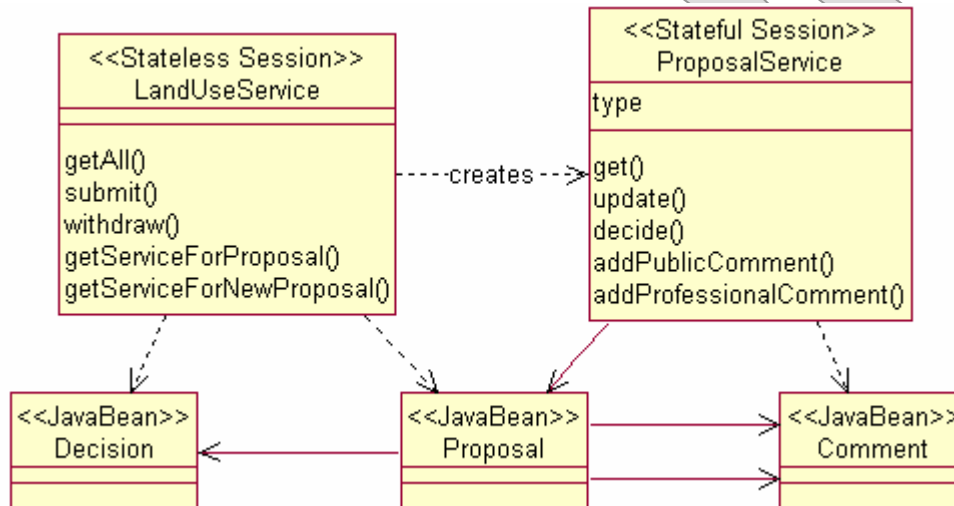 <<Stateless Session>>
LandUseService
getAll()
submit()
withdraw()
getServiceForProposal()
getServiceForNewProposal()
creates
<<Stateful Session>>
ProposalService
type
get()
update()
decide()
addPublicComment()
addProfessionalComment()
<<JavaBean>>
Decision
<<JavaBean>>
Proposal
<<JavaBean>>
Comment